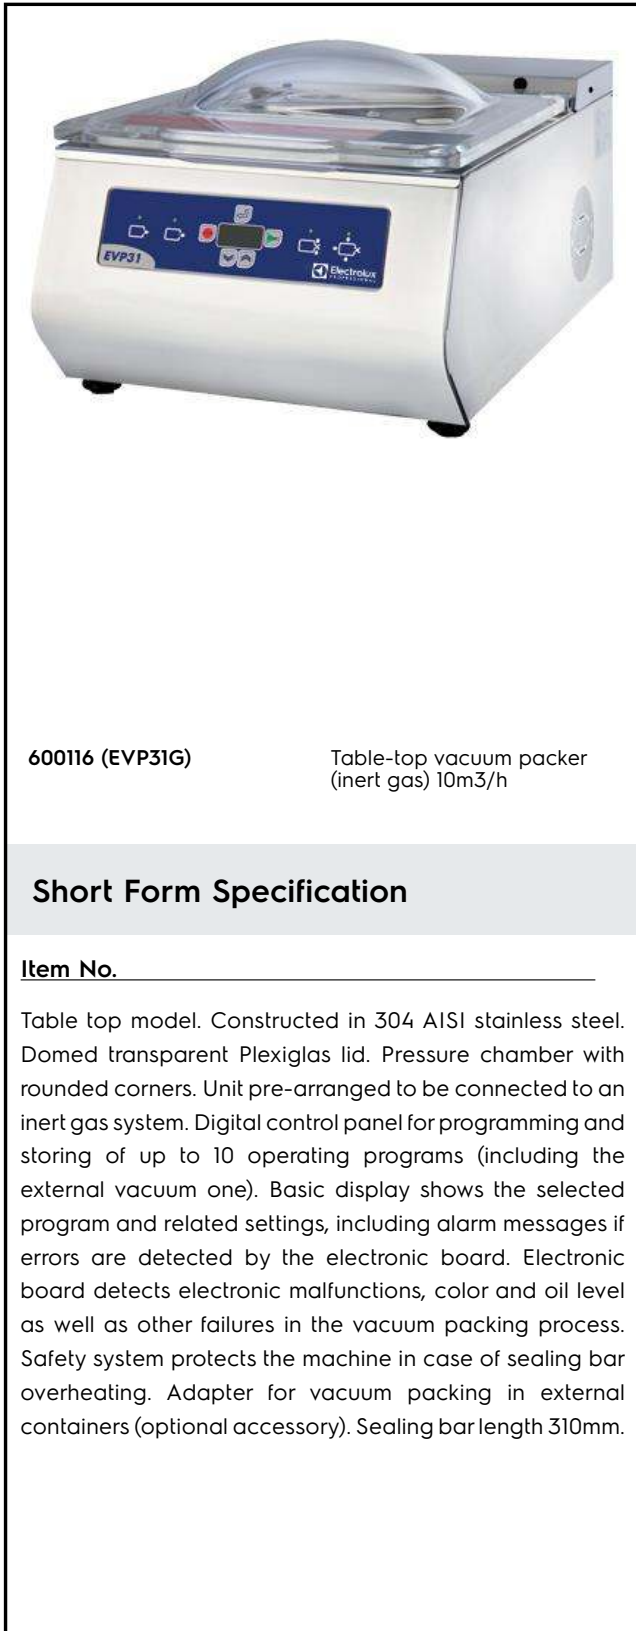 EVP31
Electrolux
PROFESSIONAL
600116 (EVP31G)
Table-top vacuum packer
(inert gas) 10m3/h
Short Form Specification
Item No.
Table top model. Constructed in 304 AISI stainless steel.
Domed transparent Plexiglas lid. Pressure chamber with
rounded corners. Unit pre-arranged to be connected to an
inert gas system. Digital control panel for programming and
storing of up to 10 operating programs (including the
external vacuum one). Basic display shows the selected
program and related settings, including alarm messages if
errors are detected by the electronic board. Electronic
board detects electronic malfunctions, color and oil level
as well as other failures in the vacuum packing process.
Safety system protects the machine in case of sealing bar
overheating. Adapter for vacuum packing in external
containers (optional accessory). Sealing bar length 310mm.